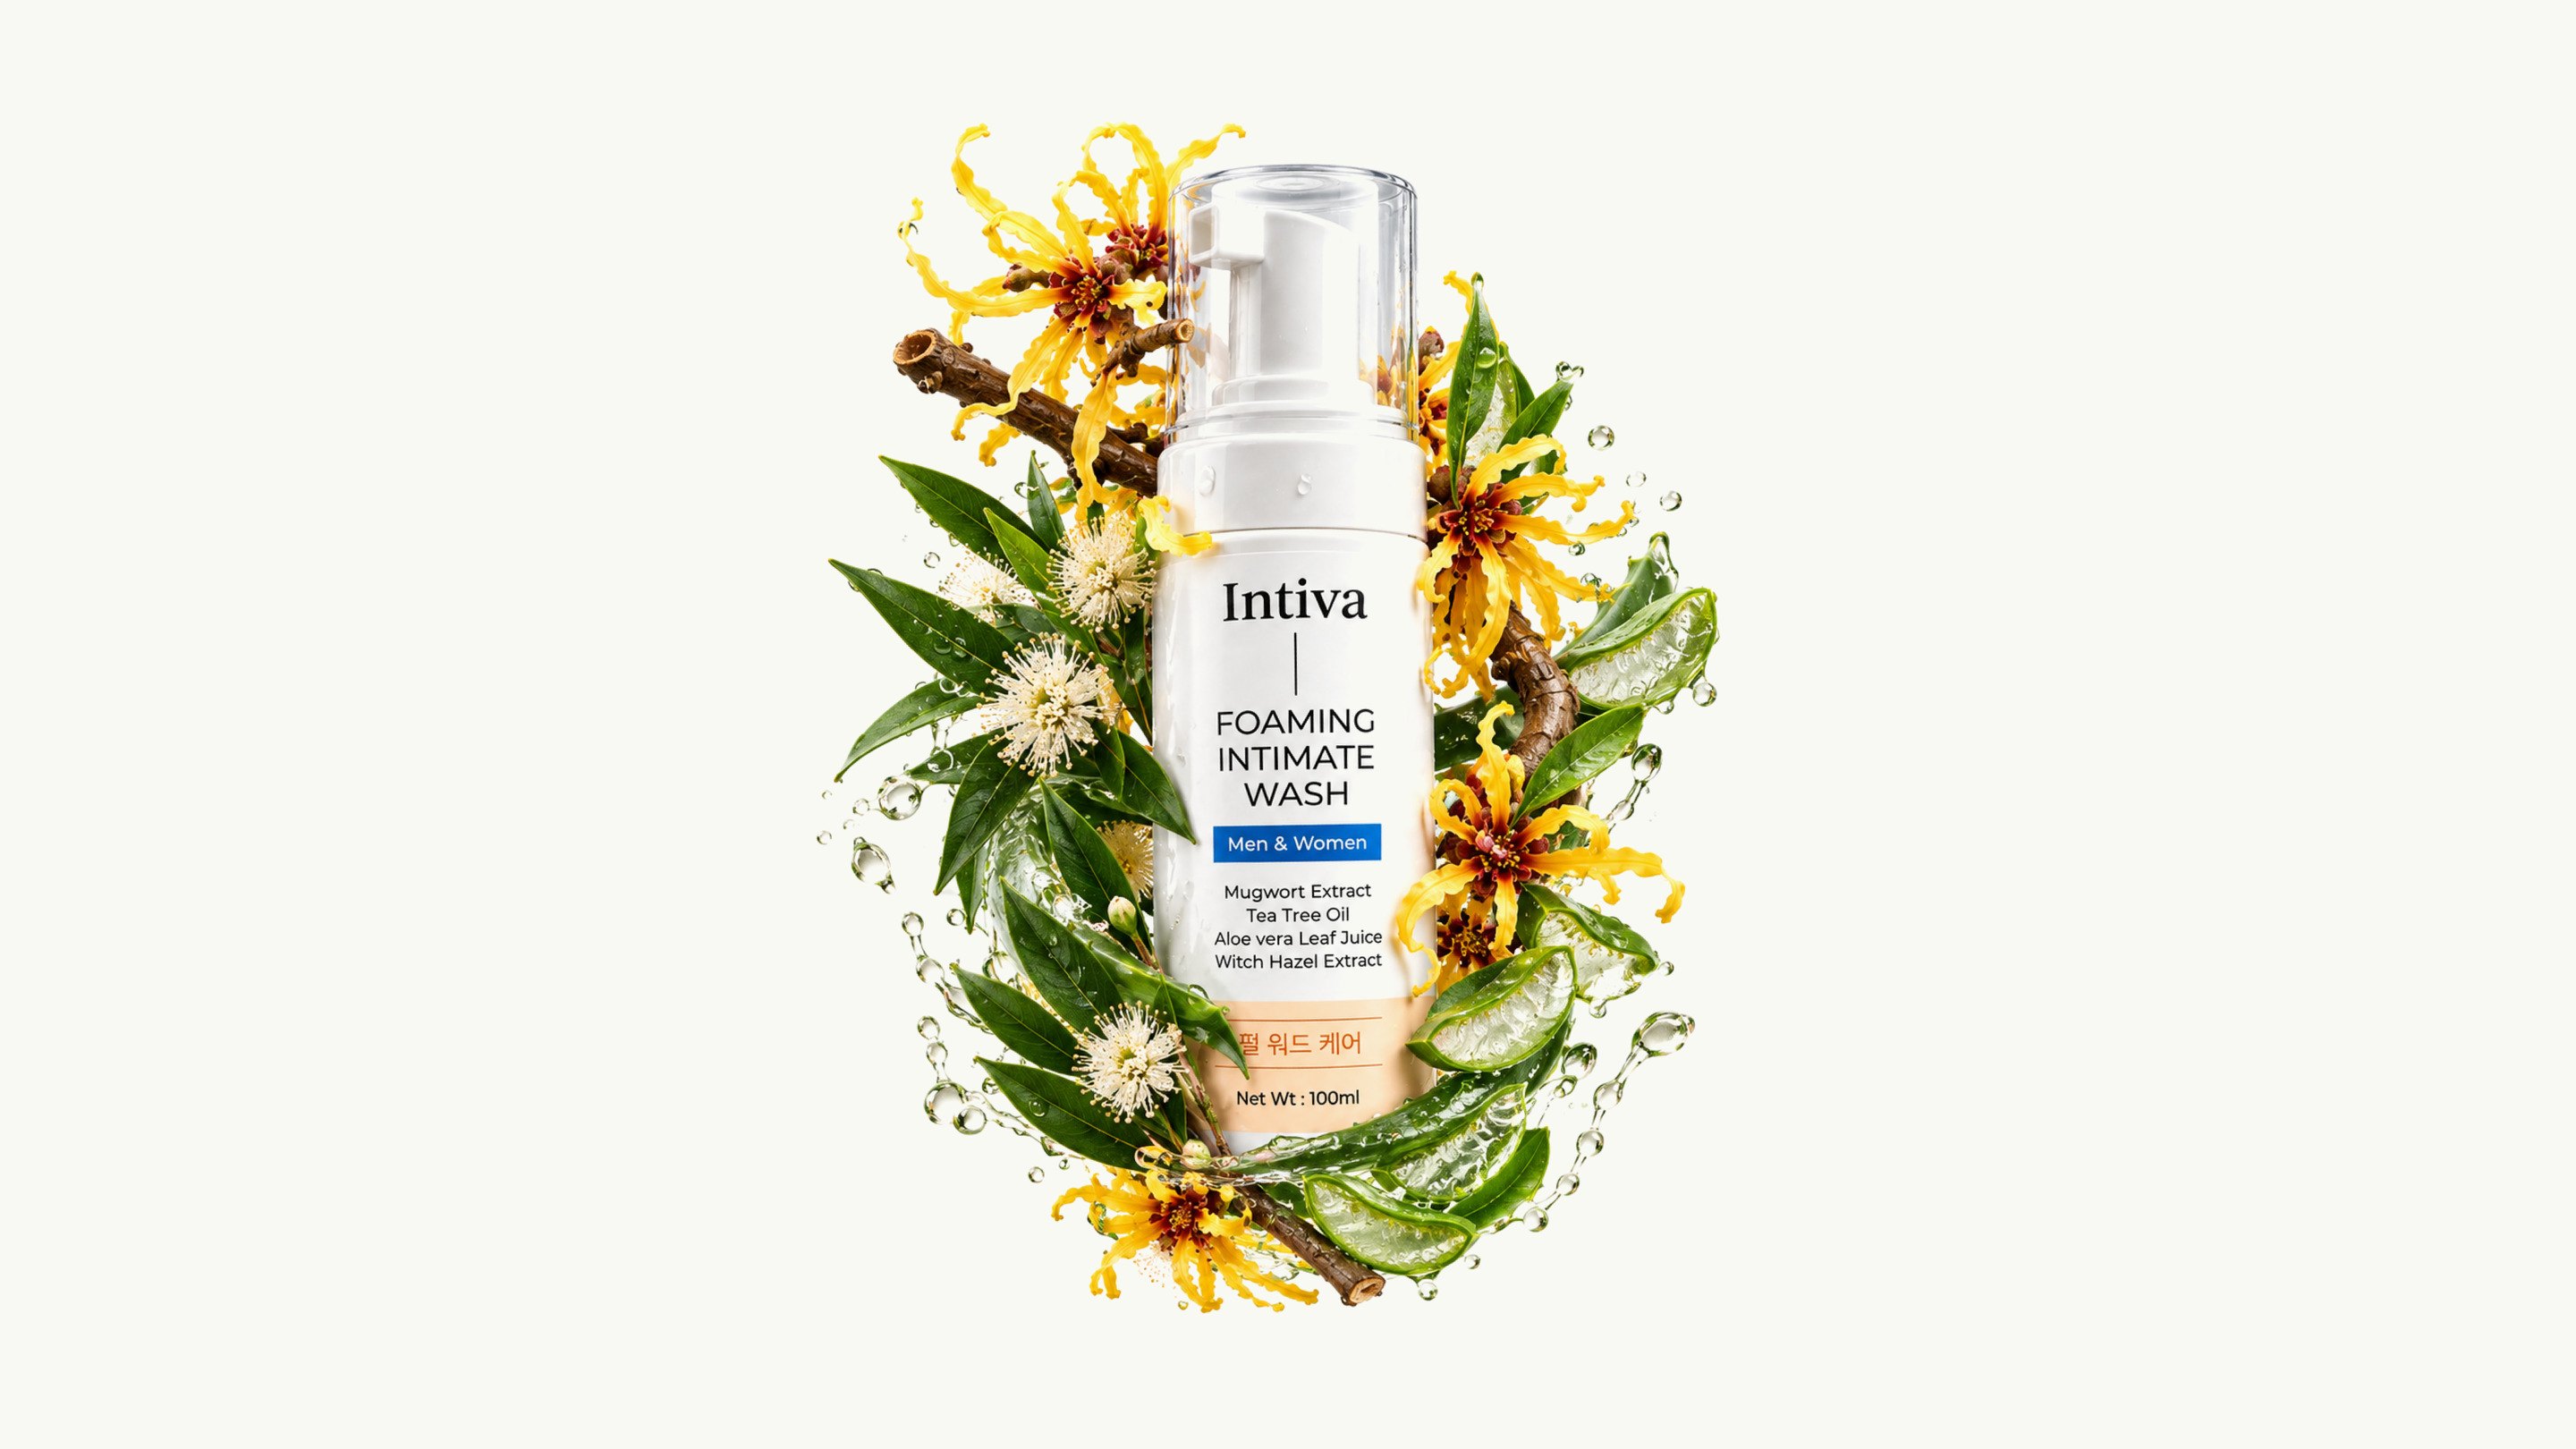 Intiva
FOAMING
INTIMATE
WASH
Men & Women
Mugwort Extract
Tea Tree Oil
Aloe vera Leaf Juice
Witch Hazel Extract
펄 워드 케어
Net Wt : 100ml